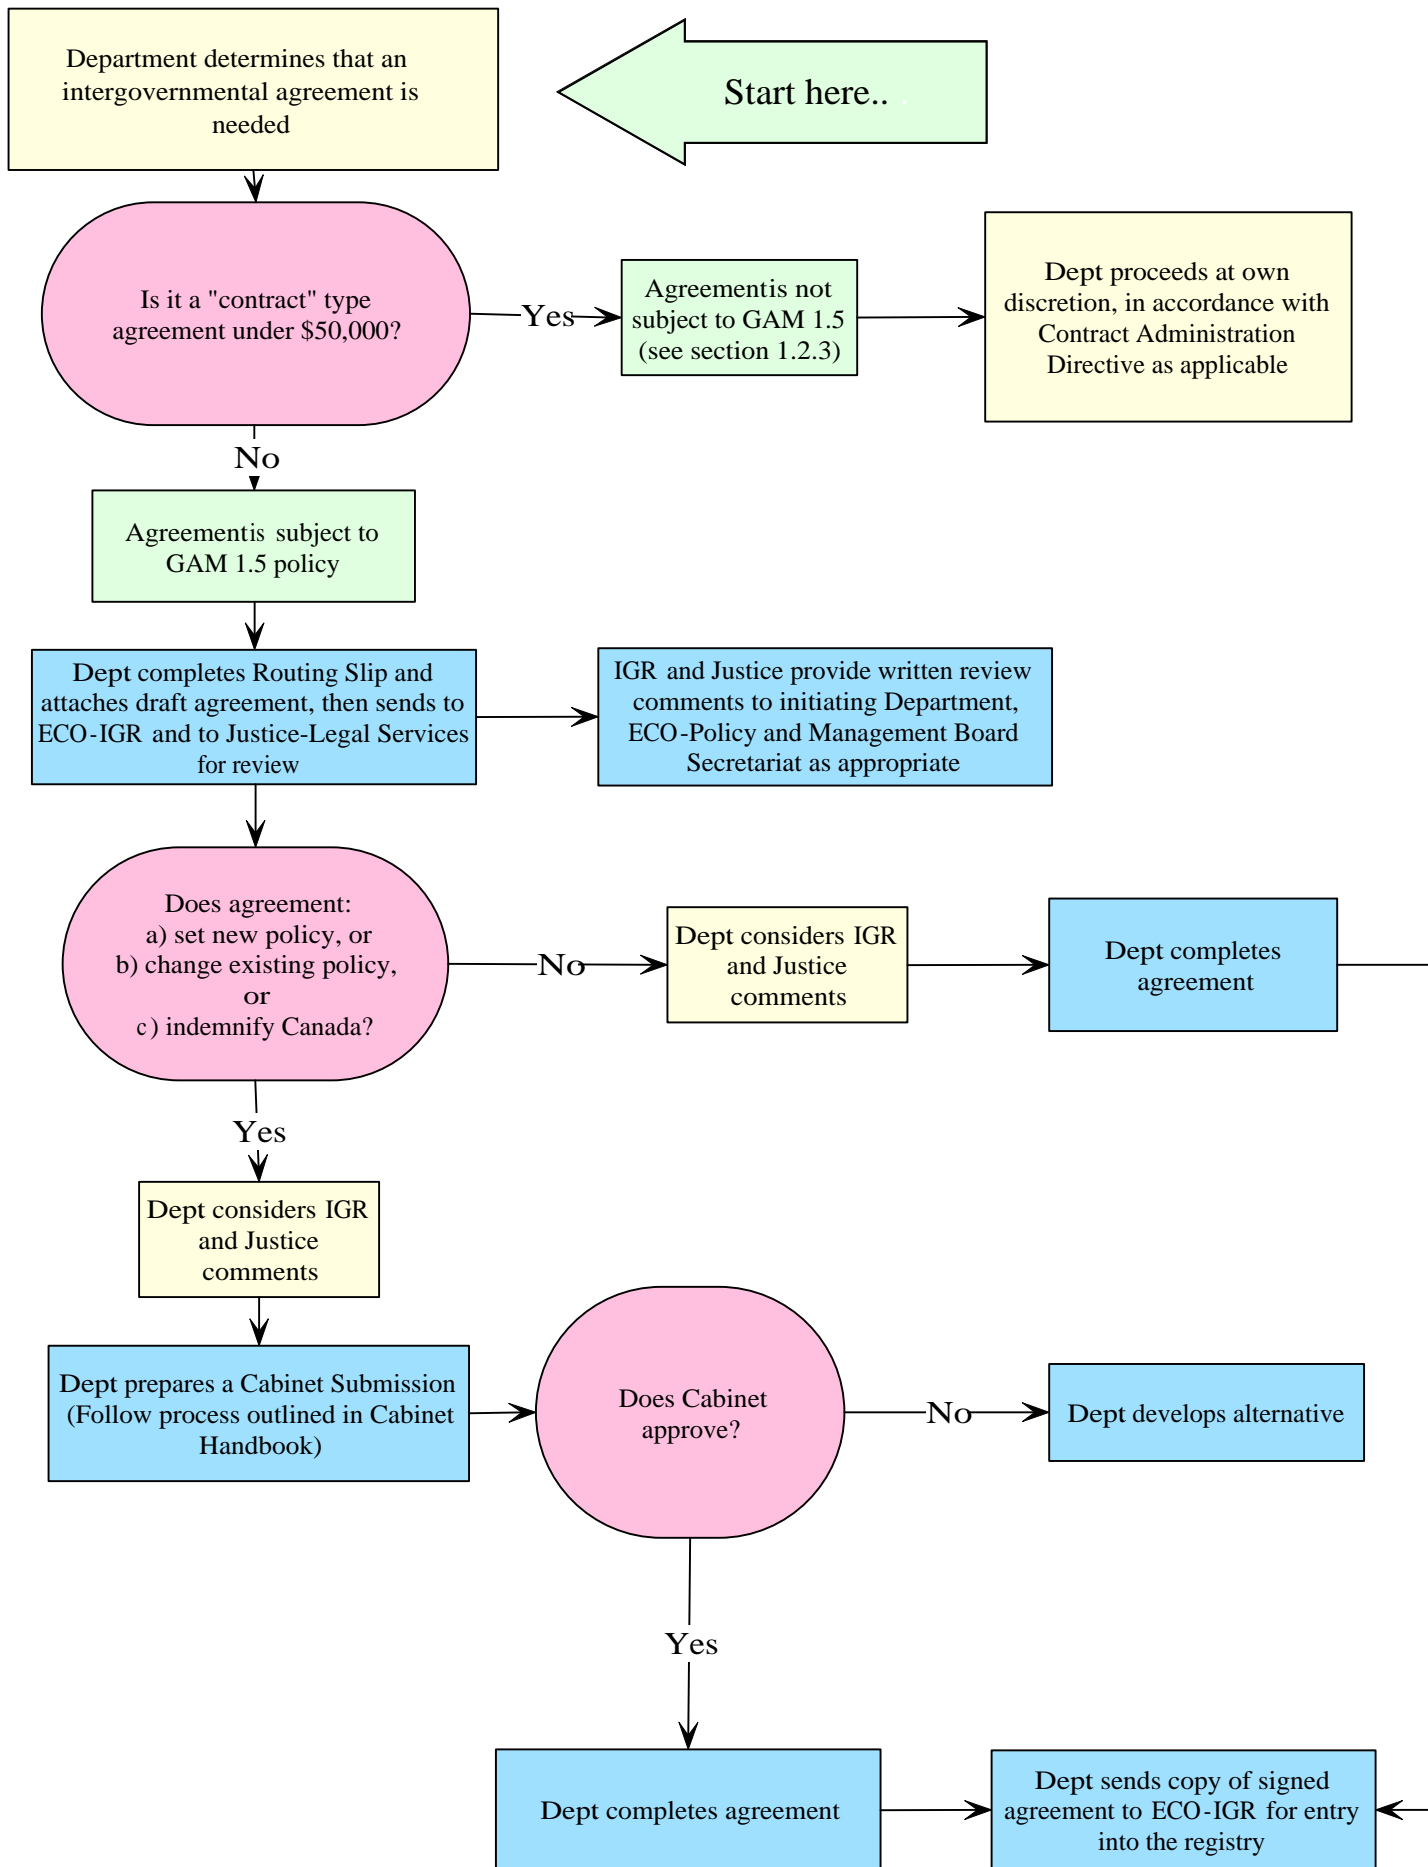 Department determines that an
intergovernmental agreement is
needed
Start here..
Is it a "contract" type
agreement under $50,000?
Yes
Agreementis not
subject to GAM 1.5
(see section 1.2.3)
Dept proceeds at own
discretion, in accordance with
Contract Administration
Directive as applicable
No
Agreementis subject to
GAM 1.5 policy
Dept completes Routing Slip and
attaches draft agreement, then sends to
ECO-IGR and to Justice-Legal Services
for review
IGR and Justice provide written review
comments to initiating Department,
ECO-Policy and Management Board
Secretariat as appropriate
Does agreement:
a) set new policy, or
b) change existing policy,
or
c) indemnify Canada?
No
Dept considers IGR
and Justice
comments
Dept completes
agreement
Yes
Dept considers IGR
and Justice
comments
Dept prepares a Cabinet Submission
(Follow process outlined in Cabinet
Handbook)
Does Cabinet
approve?
No
Dept develops alternative
Yes
Dept completes agreement
Dept sends copy of signed
agreement to ECO-IGR for entry
into the registry